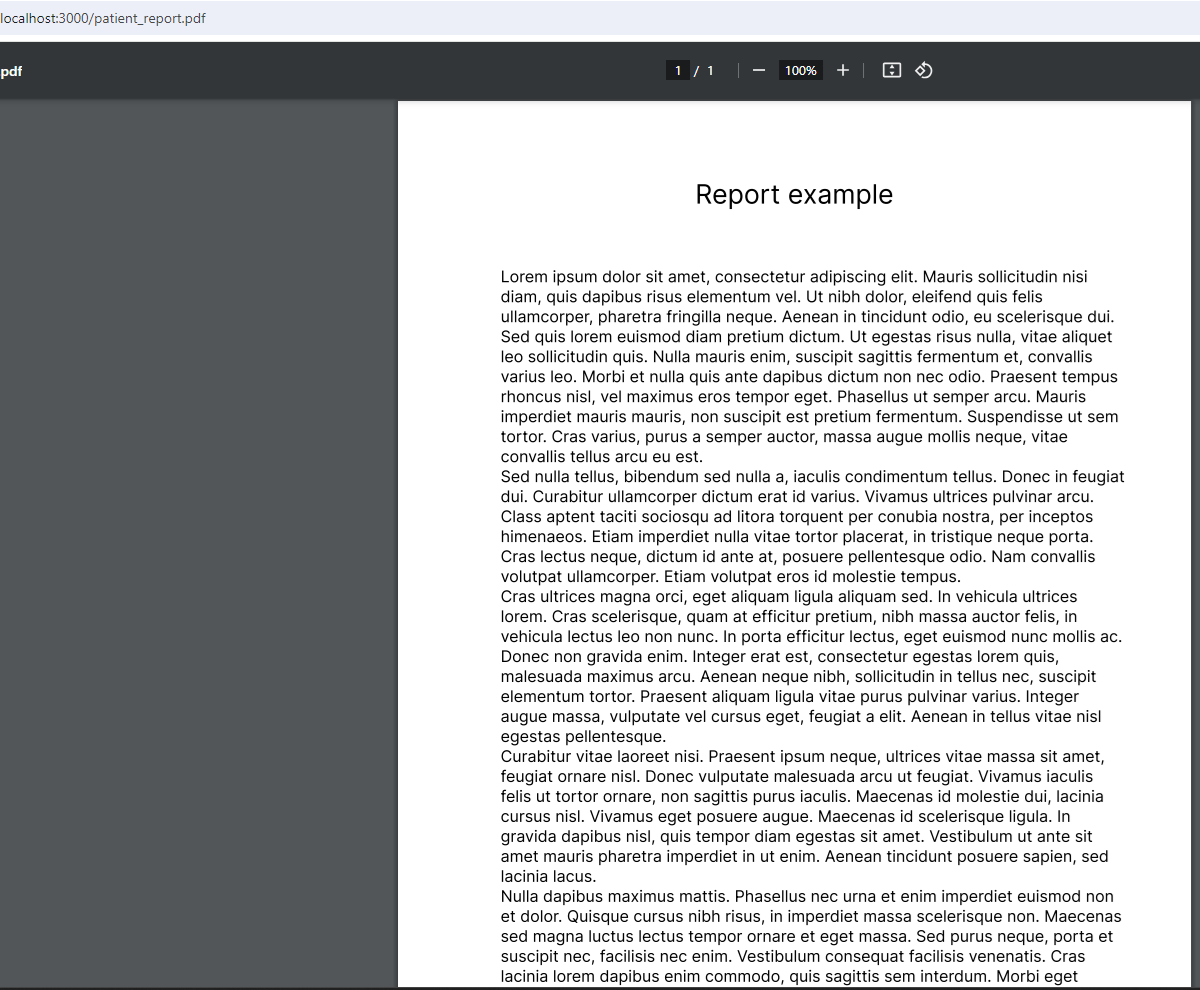 localhost:3000/patient_report.pdf
pdf
1 / 1
100%
Report example
Lorem ipsum dolor sit amet, consectetur adipiscing elit. Mauris sollicitudin nisi
diam, quis dapibus risus elementum vel. Ut nibh dolor, eleifend quis felis
ullamcorper, pharetra fringilla neque. Aenean in tincidunt odio, eu scelerisque dui.
Sed quis lorem euismod diam pretium dictum. Ut egestas risus nulla, vitae aliquet
leo sollicitudin quis. Nulla mauris enim, suscipit sagittis fermentum et, convallis
varius leo. Morbi et nulla quis ante dapibus dictum non nec odio. Praesent tempus
rhoncus nisl, vel maximus eros tempor eget. Phasellus ut semper arcu. Mauris
imperdiet mauris mauris, non suscipit est pretium fermentum. Suspendisse ut sem
tortor. Cras varius, purus a semper auctor, massa augue mollis neque, vitae
convallis tellus arcu eu est.
Sed nulla tellus, bibendum sed nulla a, iaculis condimentum tellus. Donec in feugiat
dui. Curabitur ullamcorper dictum erat id varius. Vivamus ultrices pulvinar arcu.
Class aptent taciti sociosqu ad litora torquent per conubia nostra, per inceptos
himenaeos. Etiam imperdiet nulla vitae tortor placerat, in tristique neque porta.
Cras lectus neque, dictum id ante at, posuere pellentesque odio. Nam convallis
volutpat ullamcorper. Etiam volutpat eros id molestie tempus.
Cras ultrices magna orci, eget aliquam ligula aliquam sed. In vehicula ultrices
lorem. Cras scelerisque, quam at efficitur pretium, nibh massa auctor felis, in
vehicula lectus leo non nunc. In porta efficitur lectus, eget euismod nunc mollis ac.
Donec non gravida enim. Integer erat est, consectetur egestas lorem quis,
malesuada maximus arcu. Aenean neque nibh, sollicitudin in tellus nec, suscipit
elementum tortor. Praesent aliquam ligula vitae purus pulvinar varius. Integer
augue massa, vulputate vel cursus eget, feugiat a elit. Aenean in tellus vitae nisl
egestas pellentesque.
Curabitur vitae laoreet nisi. Praesent ipsum neque, ultrices vitae massa sit amet,
feugiat ornare nisl. Donec vulputate malesuada arcu ut feugiat. Vivamus iaculis
felis ut tortor ornare, non sagittis purus iaculis. Maecenas id molestie dui, lacinia
cursus nisl. Vivamus eget posuere augue. Maecenas id scelerisque ligula. In
gravida dapibus nisl, quis tempor diam egestas sit amet. Vestibulum ut ante sit
amet mauris pharetra imperdiet in ut enim. Aenean tincidunt posuere sapien, sed
lacinia lacus.
Nulla dapibus maximus mattis. Phasellus nec urna et enim imperdiet euismod non
et dolor. Quisque cursus nibh risus, in imperdiet massa scelerisque non. Maecenas
sed magna luctus lectus tempor ornare et eget massa. Sed purus neque, porta et
suscipit nec, facilisis nec enim. Vestibulum consequat facilisis venenatis. Cras
lacinia lorem dapibus enim commodo, quis sagittis sem interdum. Morbi eget